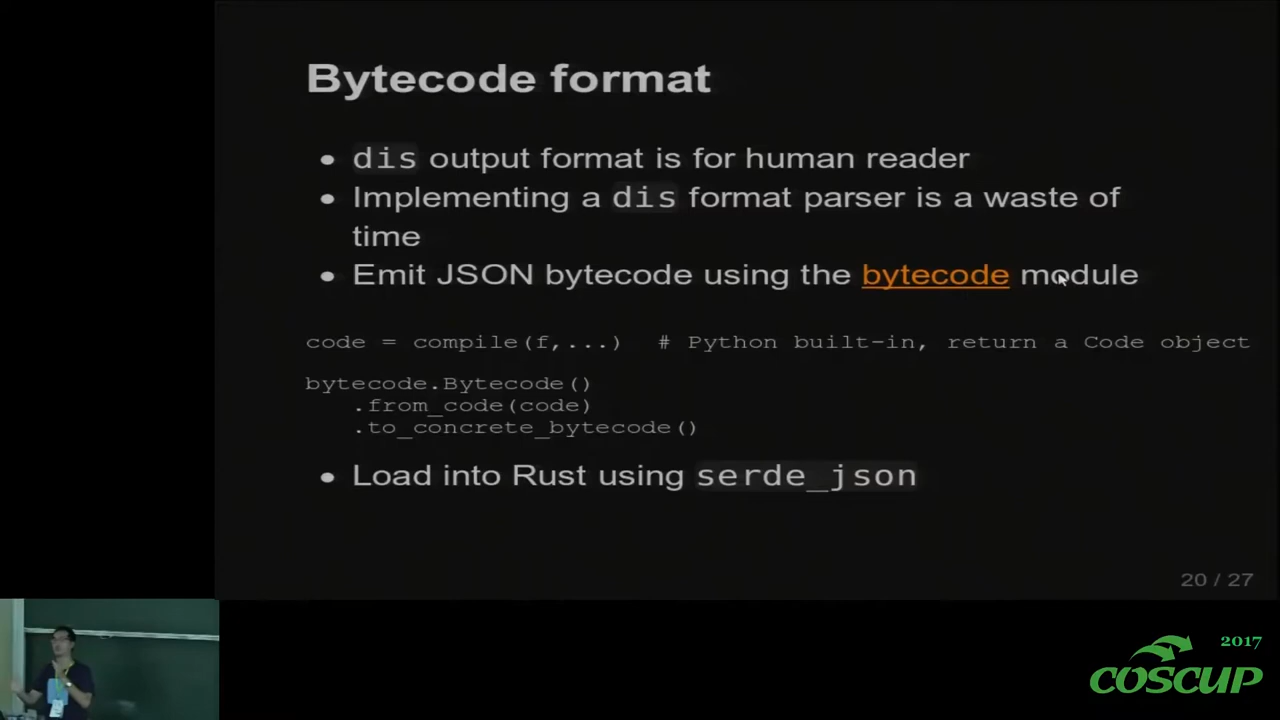 Bytecode format
dis output format is for human reader
Implementing a dis format parser is a waste of
time
Emit JSON bytecode using the bytecode module
code = compile(f,...)  # Python built-in, return a Code object
bytecode.Bytecode()
    .from_code(code)
    .to_concrete_bytecode()
Load into Rust using serde_json
20 / 27
2017
COSCUP